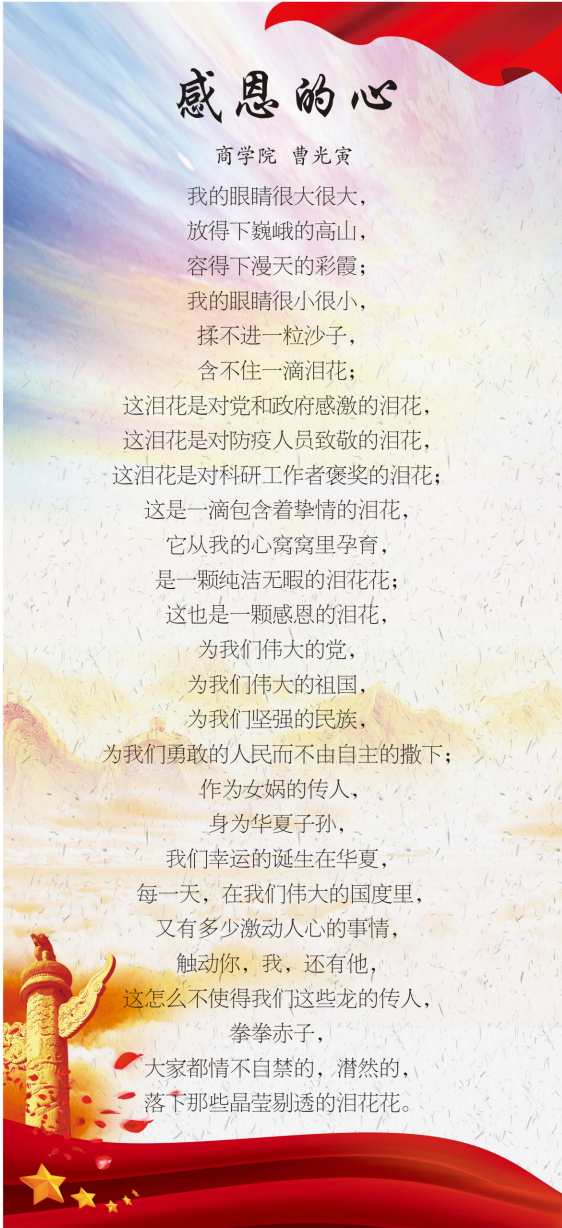 感恩的心
商学院 曹光寅
我的眼睛很大很大，
放得下巍峨的高山，
容得下漫天的彩霞；
我的眼睛很小很小，
揉不进一粒沙子，
含不住一滴泪花；
这泪花是对党和政府感激的泪花，
这泪花是对防疫人员致敬的泪花，
这泪花是对科研工作者褒奖的泪花；
这是一滴包含着挚情的泪花，
它从我的心窝窝里孕育，
是一颗纯洁无暇的泪花花；
这也是一颗感恩的泪花，
为我们伟大的党，
为我们伟大的祖国，
为我们坚强的民族，
为我们勇敢的人民而不由自主的撒下；
作为女娲的传人，
身为华夏子孙，
我们幸运的诞生在华夏，
每一天，在我们伟大的国度里，
又有多少激动人心的事情，
触动你，我，还有他，
这怎么不使得我们这些龙的传人，
拳拳赤子，
大家都情不自禁的，潸然的，
落下那些晶莹剔透的泪花花。